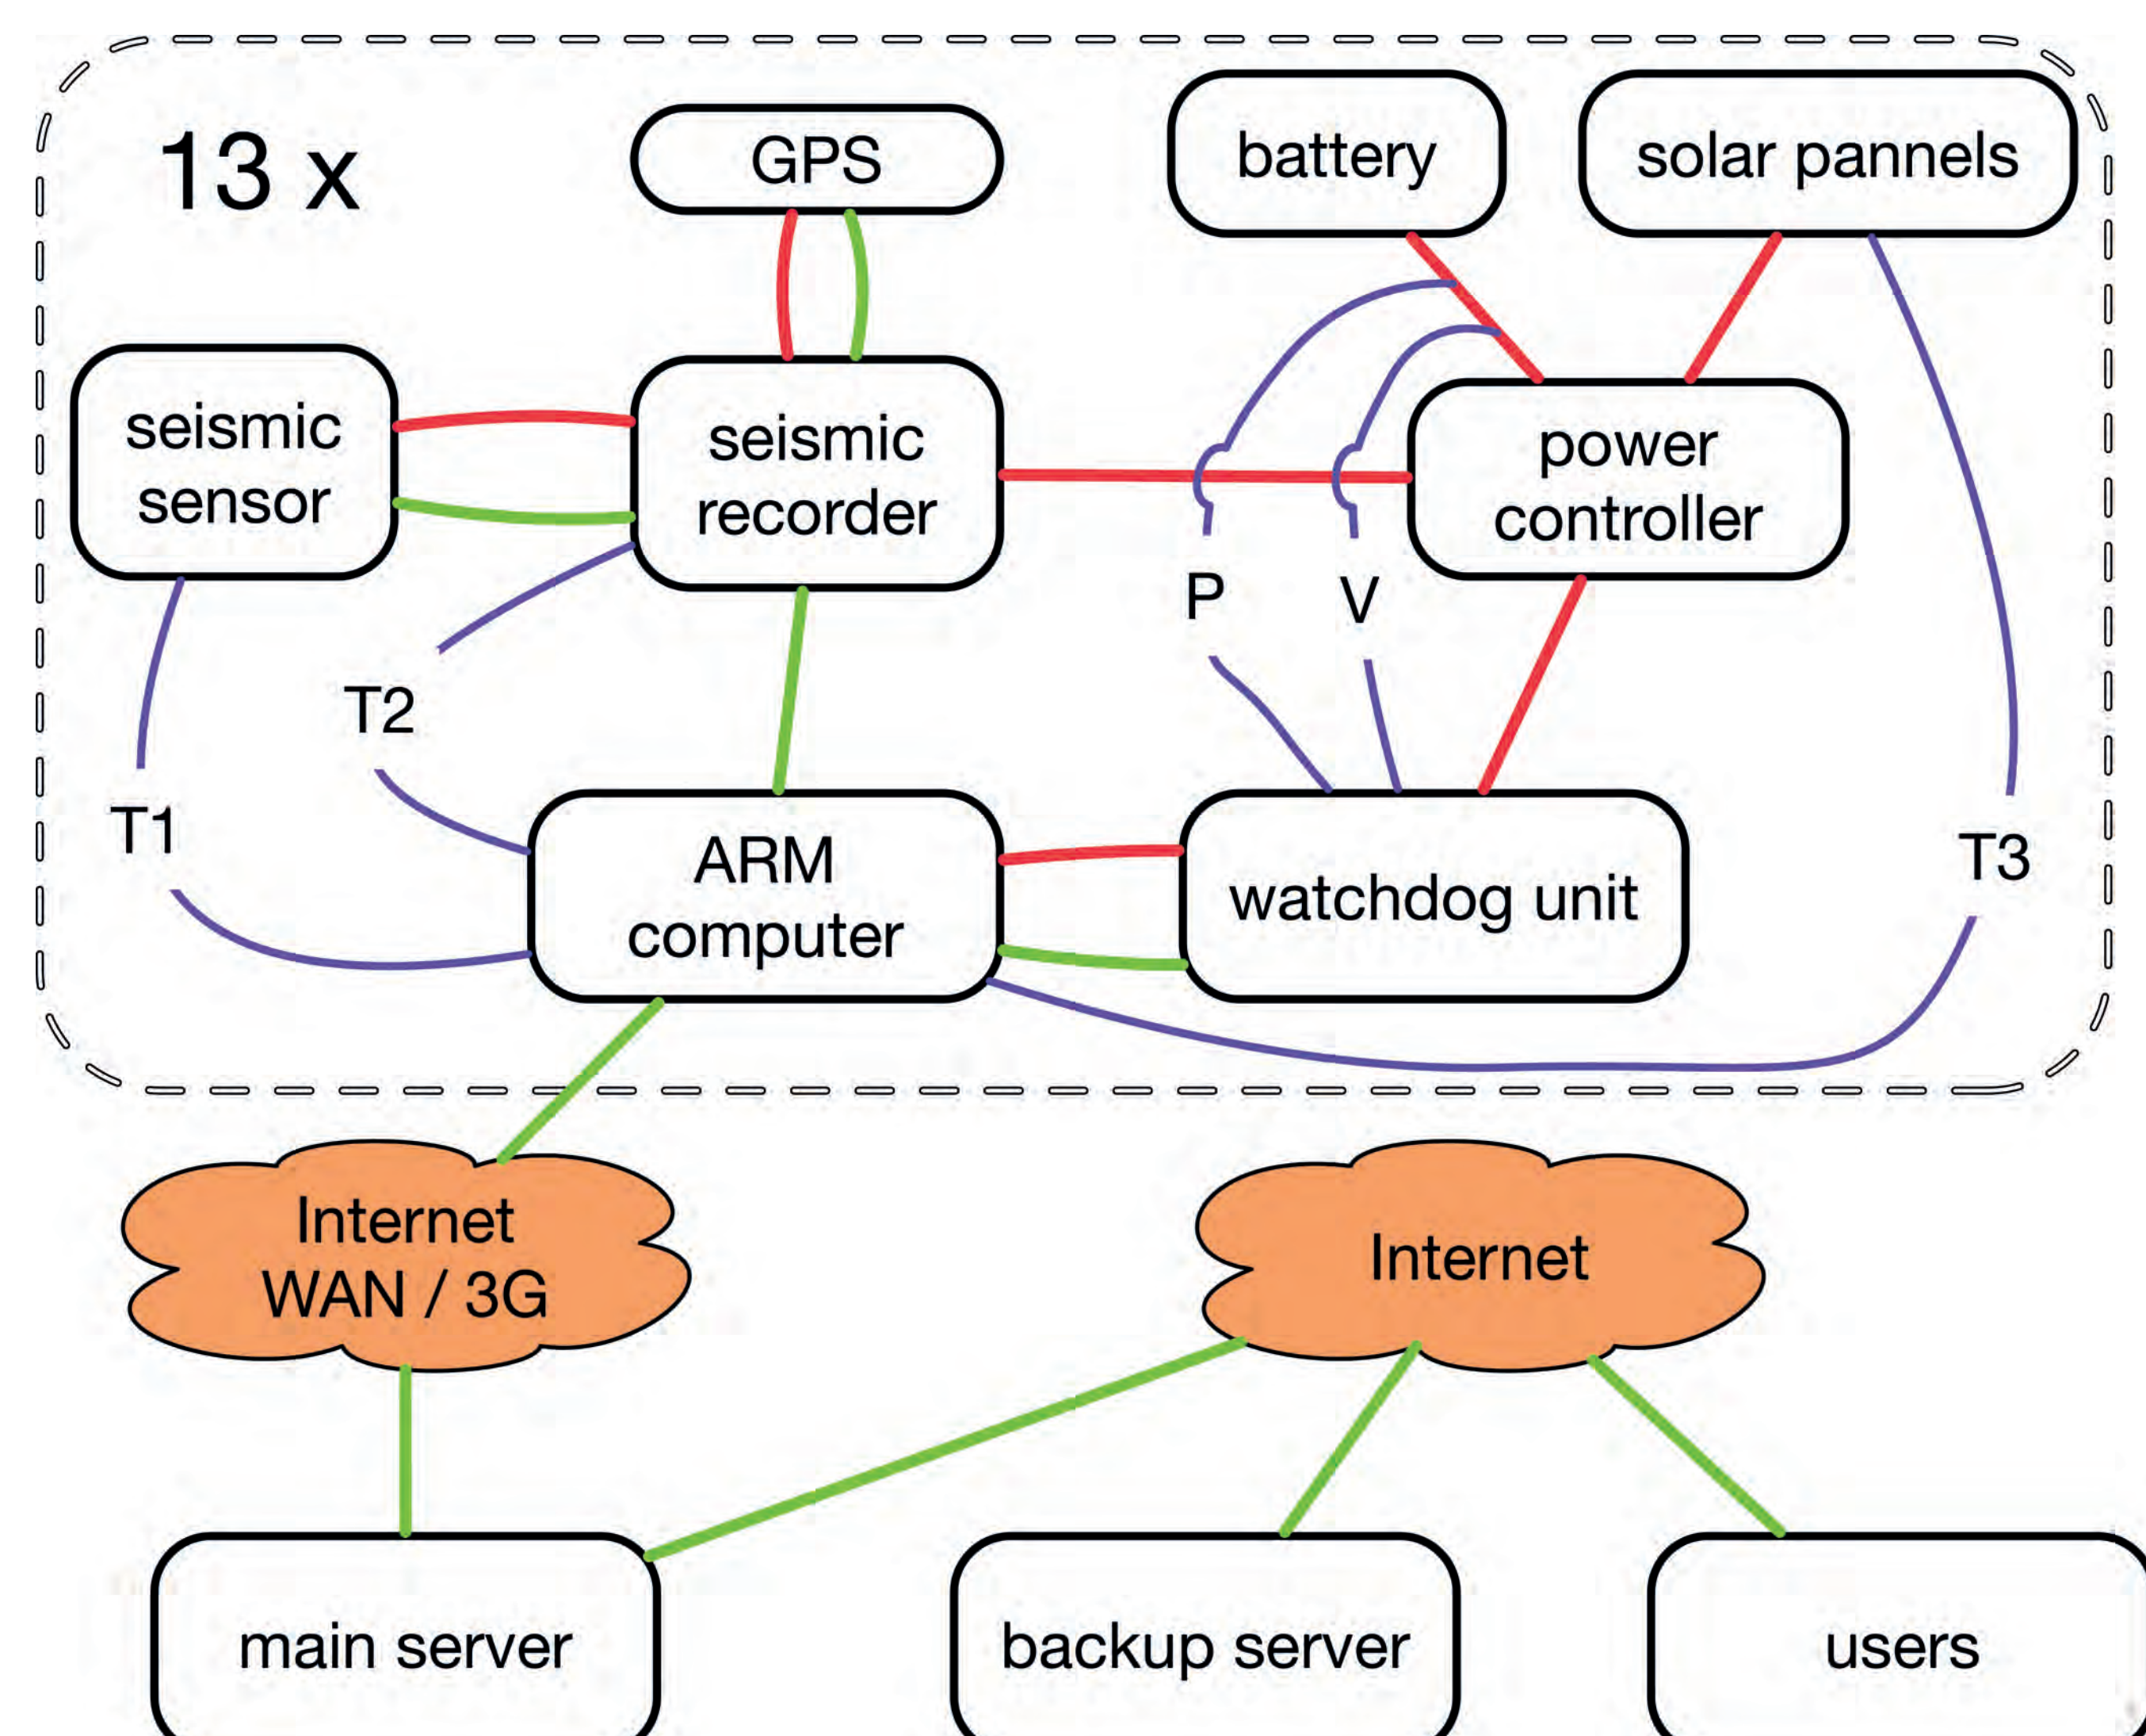 13 x
GPS
battery
solar pannels
seismic
sensor
seismic
recorder
power
controller
P
V
T2
T1
ARM
computer
watchdog unit
T3
Internet
WAN / 3G
Internet
main server
backup server
users